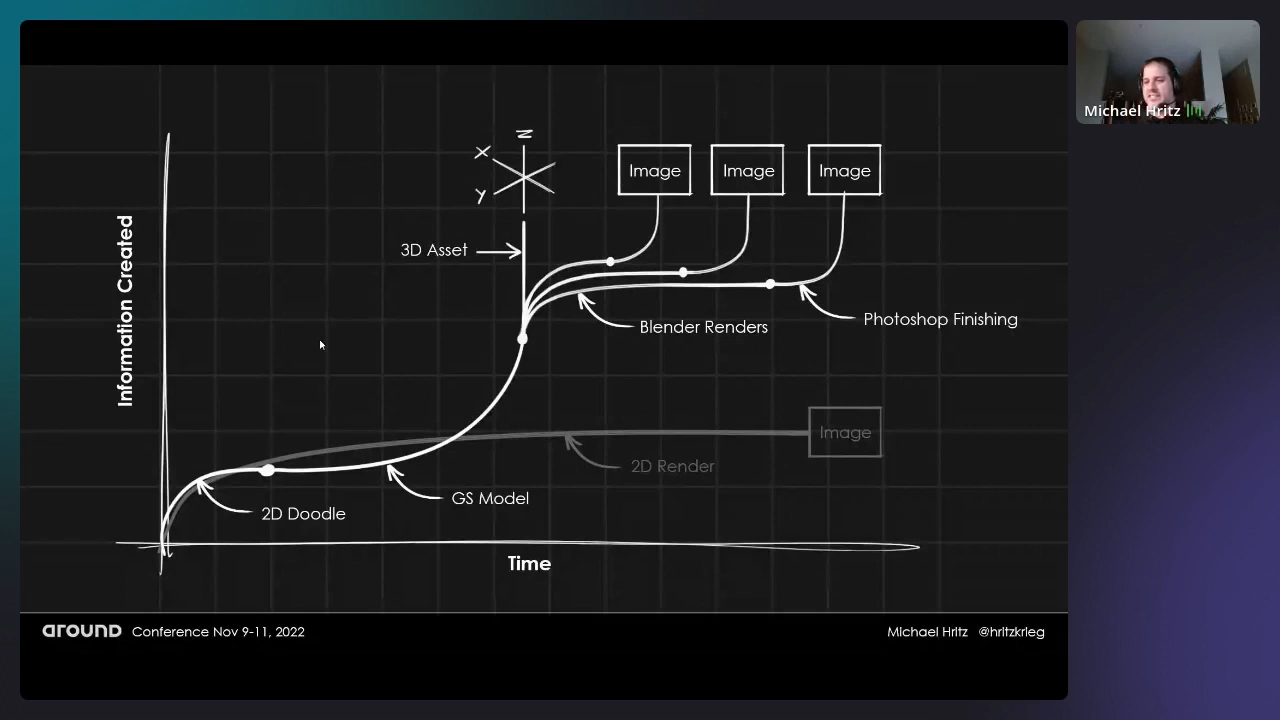 Michael Hritz
Z
X
Y
Image
Image
Image
3D Asset
Information Created
Blender Renders
Photoshop Finishing
Image
2D Render
GS Model
2D Doodle
Time
around Conference Nov 9-11, 2022
Michael Hritz @hritzkrieg